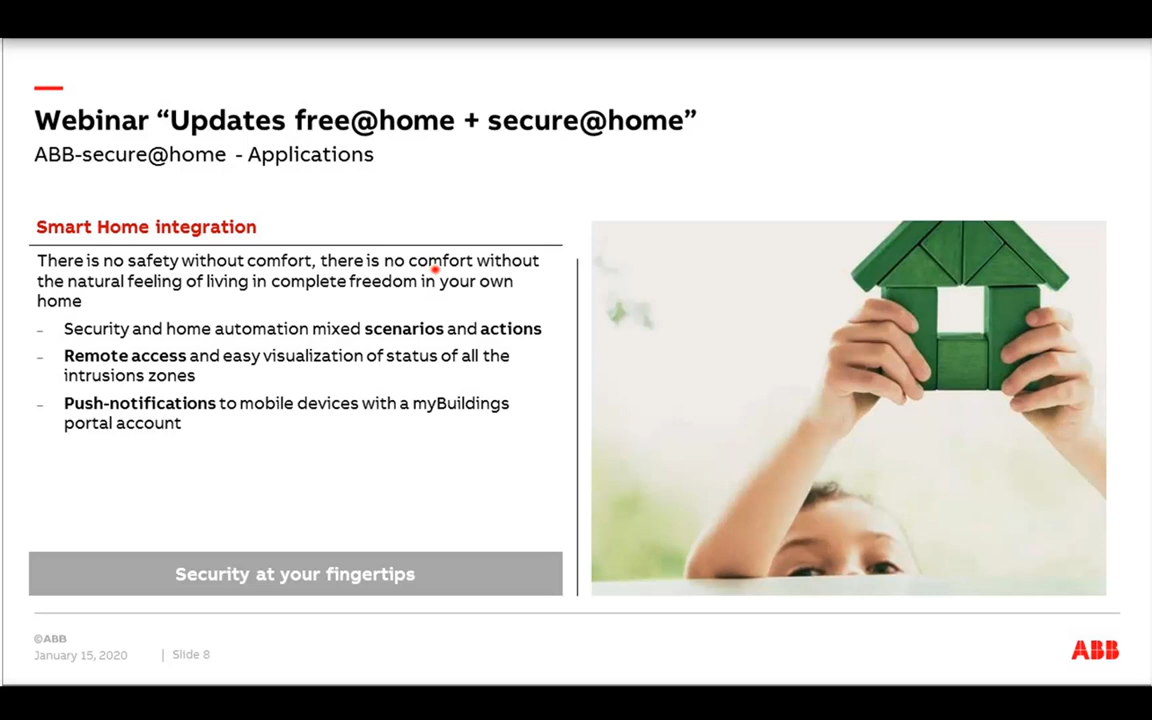 Webinar “Updates free@home + secure@home”
ABB-secure@home - Applications
Smart Home integration
There is no safety without comfort, there is no comfort without
the natural feeling of living in complete freedom in your own
home
– Security and home automation mixed scenarios and actions
– Remote access and easy visualization of status of all the
intrusions zones
– Push-notifications to mobile devices with a myBuildings
portal account
Security at your fingertips
©ABB
January 15, 2020 | Slide 8
ABB